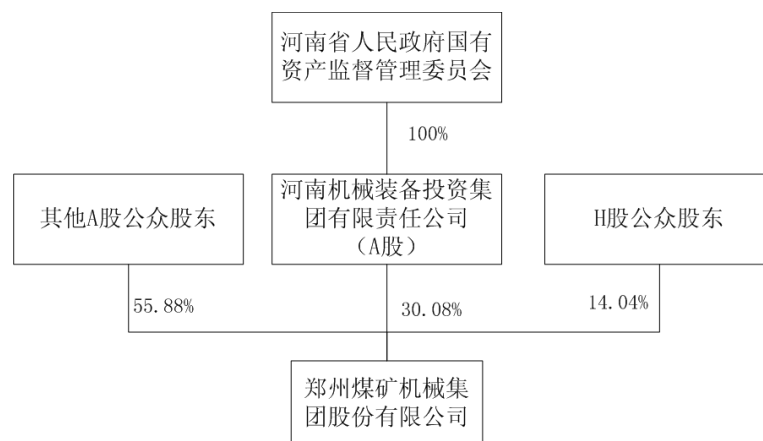 河南省人民政府国有
资产监督管理委员会
100%
其他A股公众股东
河南机械装备投资集
团有限责任公司
（A股）
H股公众股东
55.88%
30.08%
14.04%
郑州煤矿机械集
团股份有限公司